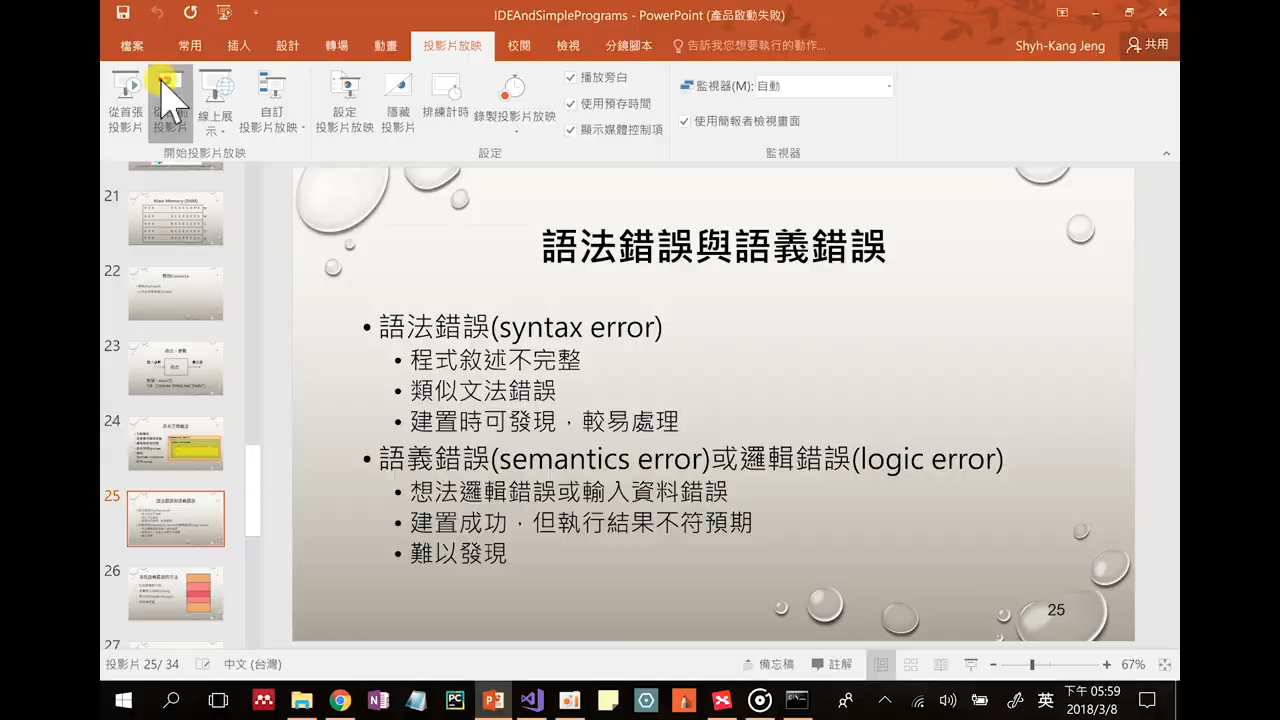 IDEAndSimplePrograms - PowerPoint (產品啟動失敗)
檔案 常用 插入 設計 轉場 動畫 投影片放映 校閱 檢視 分鏡腳本 告訴我您想要執行的動作... Shyh-Kang Jeng 共用
從首張投影片
線上展示
自訂投影片放映
設定投影片放映
隱藏投影片
排練計時
錄製投影片放映
播放旁白
使用預存時間
顯示媒體控制項
監視器(M): 自動
使用簡報者檢視畫面
開始投影片放映 設定 監視器
21
Main Memory (RAM)
22
23
24
25
語法錯誤與語義錯誤
26
27
語法錯誤與語義錯誤
• 語法錯誤(syntax error)
• 程式敘述不完整
• 類似文法錯誤
• 建置時可發現，較易處理
• 語義錯誤(semantics error)或邏輯錯誤(logic error)
• 想法邏輯錯誤或輸入資料錯誤
• 建置成功，但執行結果不符預期
• 難以發現
25
投影片 25/ 34 中文 (台灣) 備忘稿 註解 67%
英 下午 05:59
2018/3/8